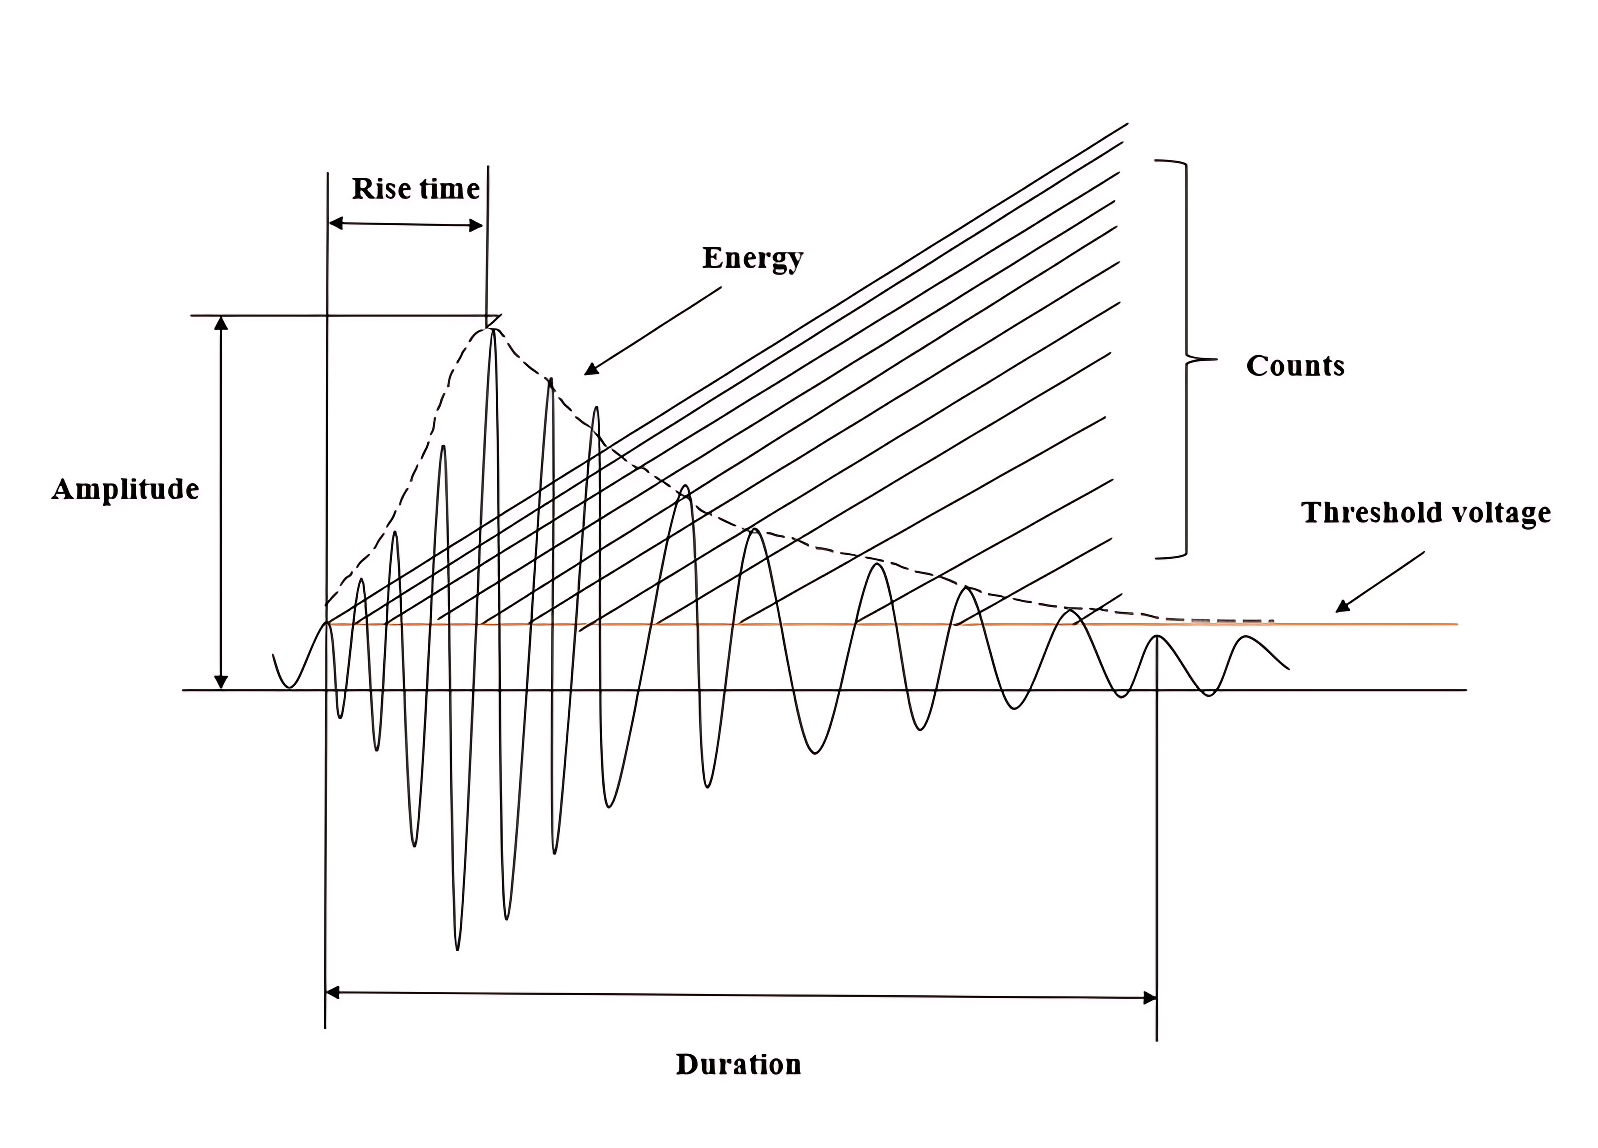 Rise time
Energy
Counts
Amplitude
Threshold voltage
Duration